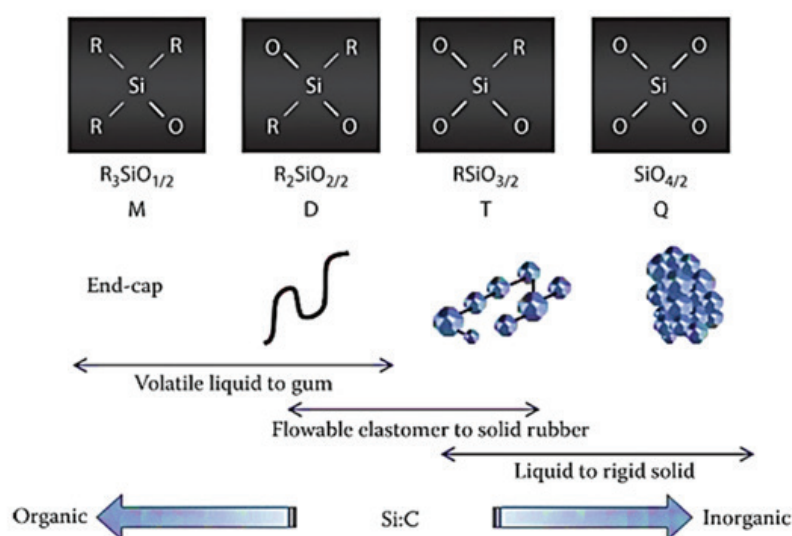 R R O R O R O O
Si Si Si Si
R O R O O O O O
R₃SiO₁/₂ R₂SiO₂/₂ RSiO₃/₂ SiO₄/₂
M D T Q
End-cap
Volatile liquid to gum
Flowable elastomer to solid rubber
Liquid to rigid solid
Organic Si:C Inorganic